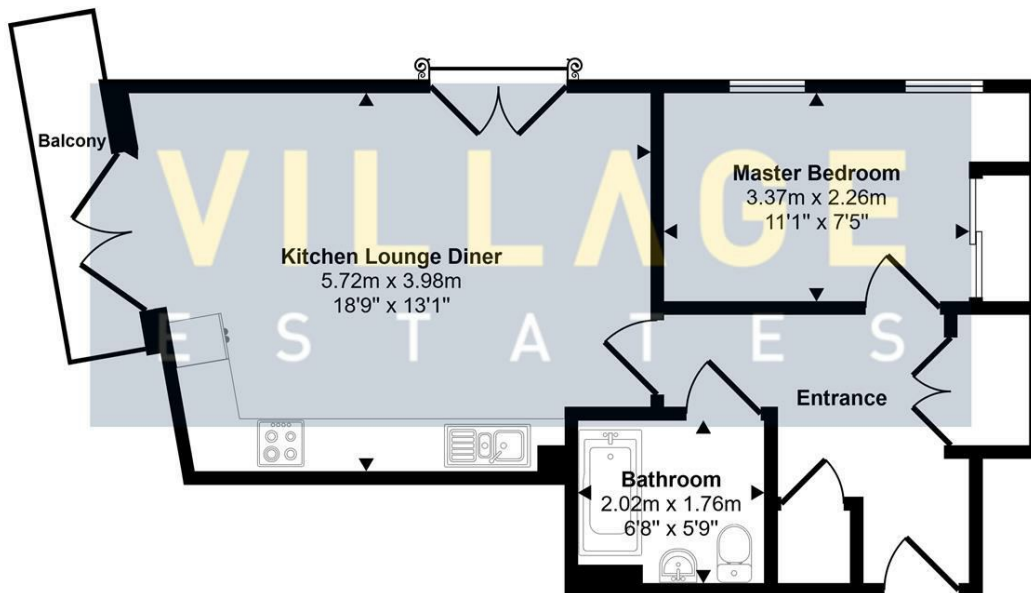 Balcony
VILLAGE
ESTATES
Kitchen Lounge Diner
5.72m x 3.98m
18'9" x 13'1"
Master Bedroom
3.37m x 2.26m
11'1" x 7'5"
Entrance
Bathroom
2.02m x 1.76m
6'8" x 5'9"